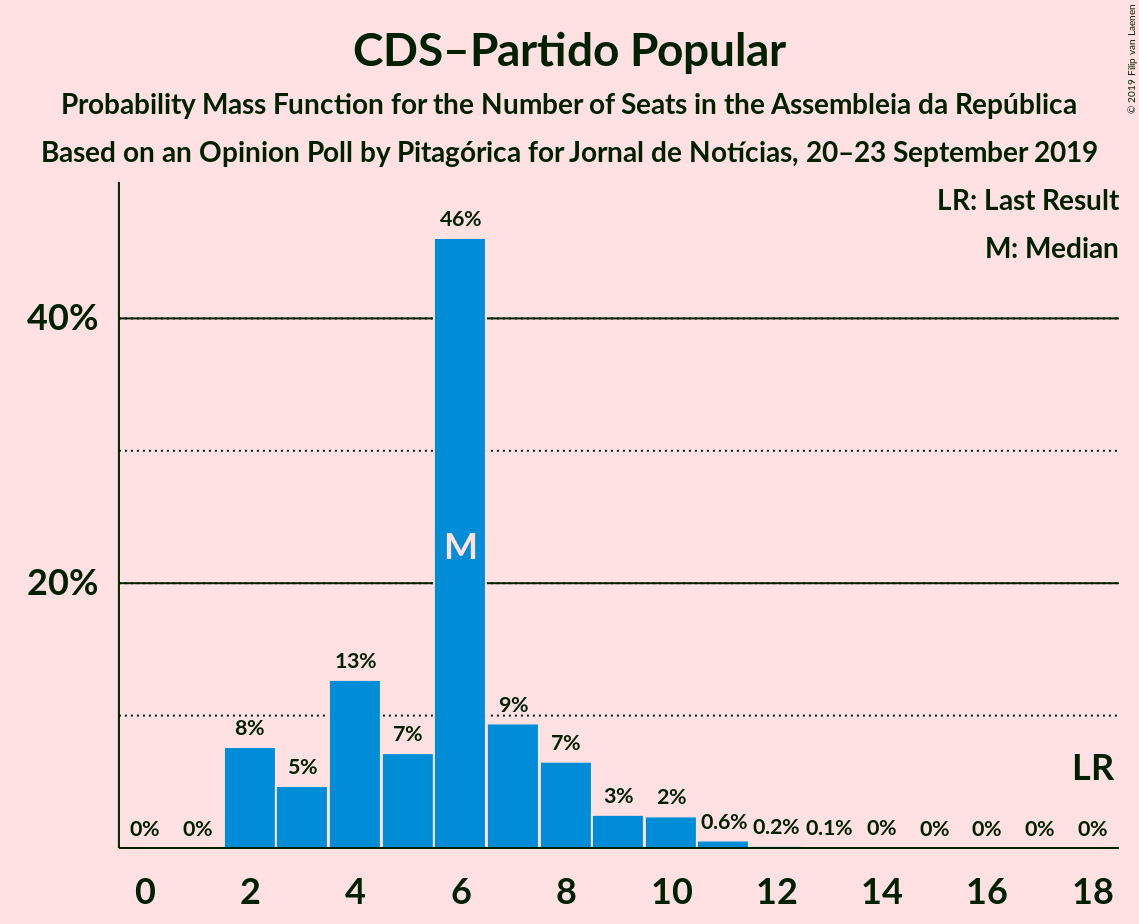 CDS–Partido Popular
Probability Mass Function for the Number of Seats in the Assembleia da República
Based on an Opinion Poll by Pitagórica for Jornal de Notícias, 20–23 September 2019
© 2019 Filip van Laenen
LR: Last Result
M: Median
46%
40%
M
20%
13%
9%
8%
7%
7%
5%
LR
3%
2%
0% 0% 0.6% 0.2% 0.1% 0% 0% 0% 0% 0%
0 2 4 6 8 10 12 14 16 18